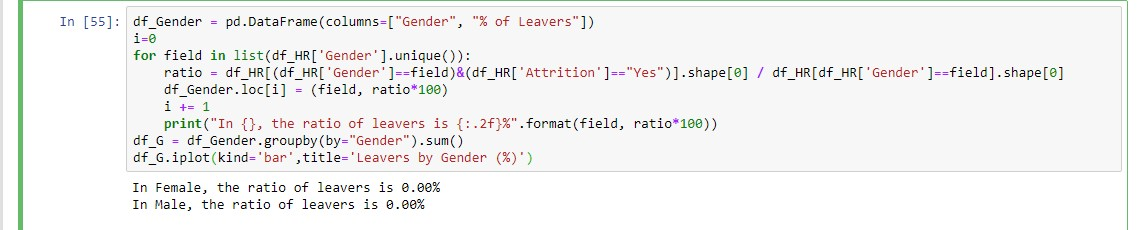 In [55]: df_Gender = pd.DataFrame(columns=["Gender", "% of Leavers"])
i=0
for field in list(df_HR['Gender'].unique()):
    ratio = df_HR[(df_HR['Gender']==field)&(df_HR['Attrition']=="Yes")].shape[0] / df_HR[df_HR['Gender']==field].shape[0]
    df_Gender.loc[i] = (field, ratio*100)
    i += 1
    print("In {}, the ratio of leavers is {:.2f}%".format(field, ratio*100))
df_G = df_Gender.groupby(by="Gender").sum()
df_G.iplot(kind='bar',title='Leavers by Gender (%)')
In Female, the ratio of leavers is 0.00%
In Male, the ratio of leavers is 0.00%